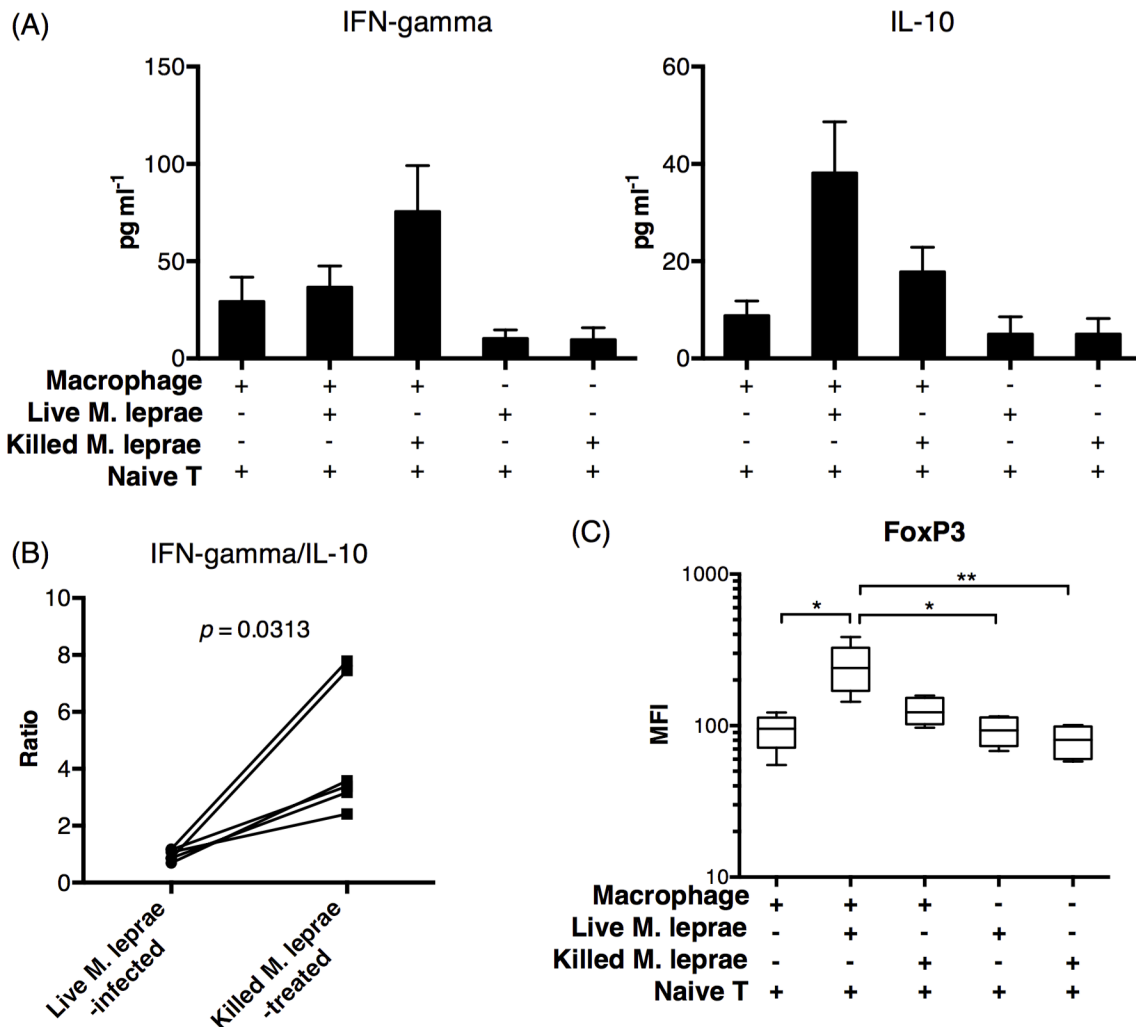 (A)
IFN-gamma
IL-10
150
100
50
0
pg ml⁻¹
60
40
20
0
pg ml⁻¹
Macrophage + + + - - + + + - -
Live M. leprae - + - + - - + - + -
Killed M. leprae - - + - + - - + - +
Naive T + + + + + + + + + +
(B)
IFN-gamma/IL-10
10
8
6
4
2
0
Ratio
p = 0.0313
Live M. leprae
-infected
Killed M. leprae
-treated
(C)
FoxP3
1000
100
10
MFI
**
* *
Macrophage + + + - -
Live M. leprae - + - + -
Killed M. leprae - - + - +
Naive T + + + + +